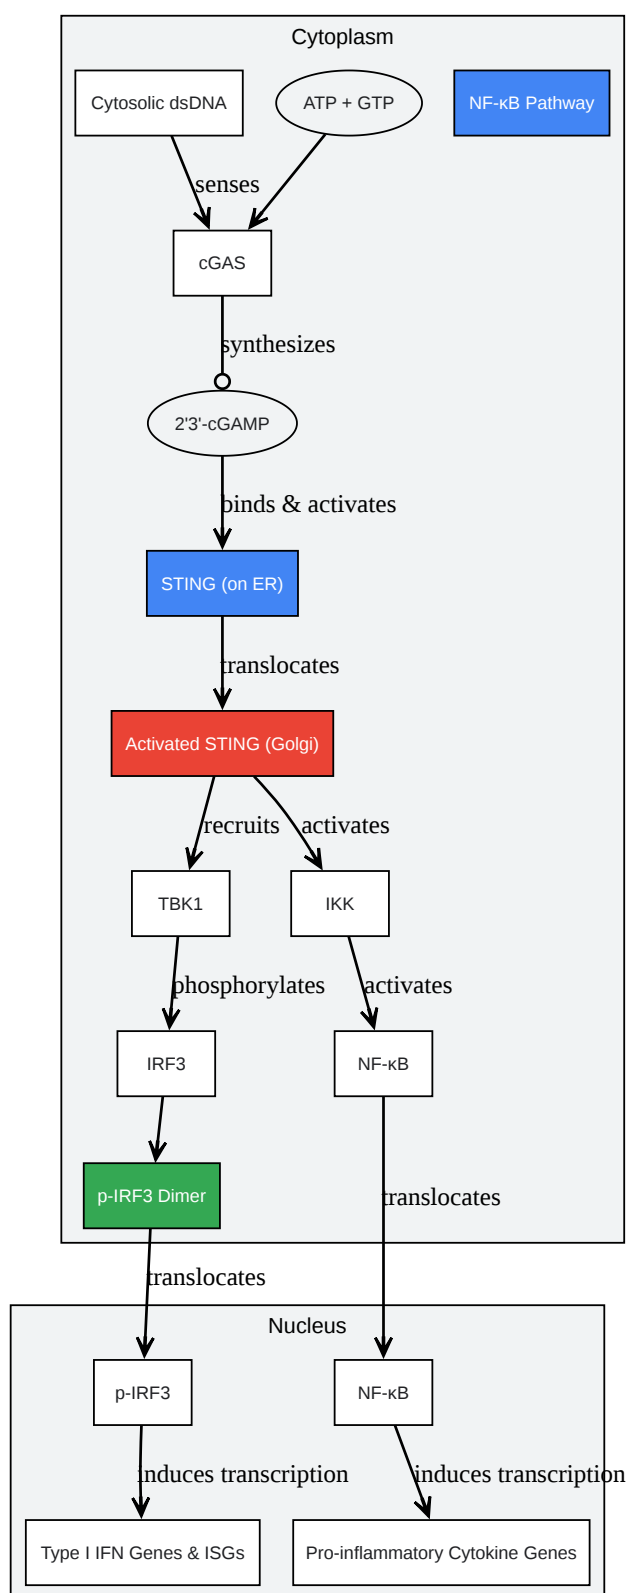 Cytoplasm
Cytosolic dsDNA
ATP + GTP
NF-κB Pathway
senses
cGAS
synthesizes
2'3'-cGAMP
binds & activates
STING (on ER)
translocates
Activated STING (Golgi)
recruits
activates
TBK1
IKK
phosphorylates
activates
IRF3
NF-κB
p-IRF3 Dimer
translocates
translocates
Nucleus
p-IRF3
NF-κB
induces transcription
induces transcription
Type I IFN Genes & ISGs
Pro-inflammatory Cytokine Genes